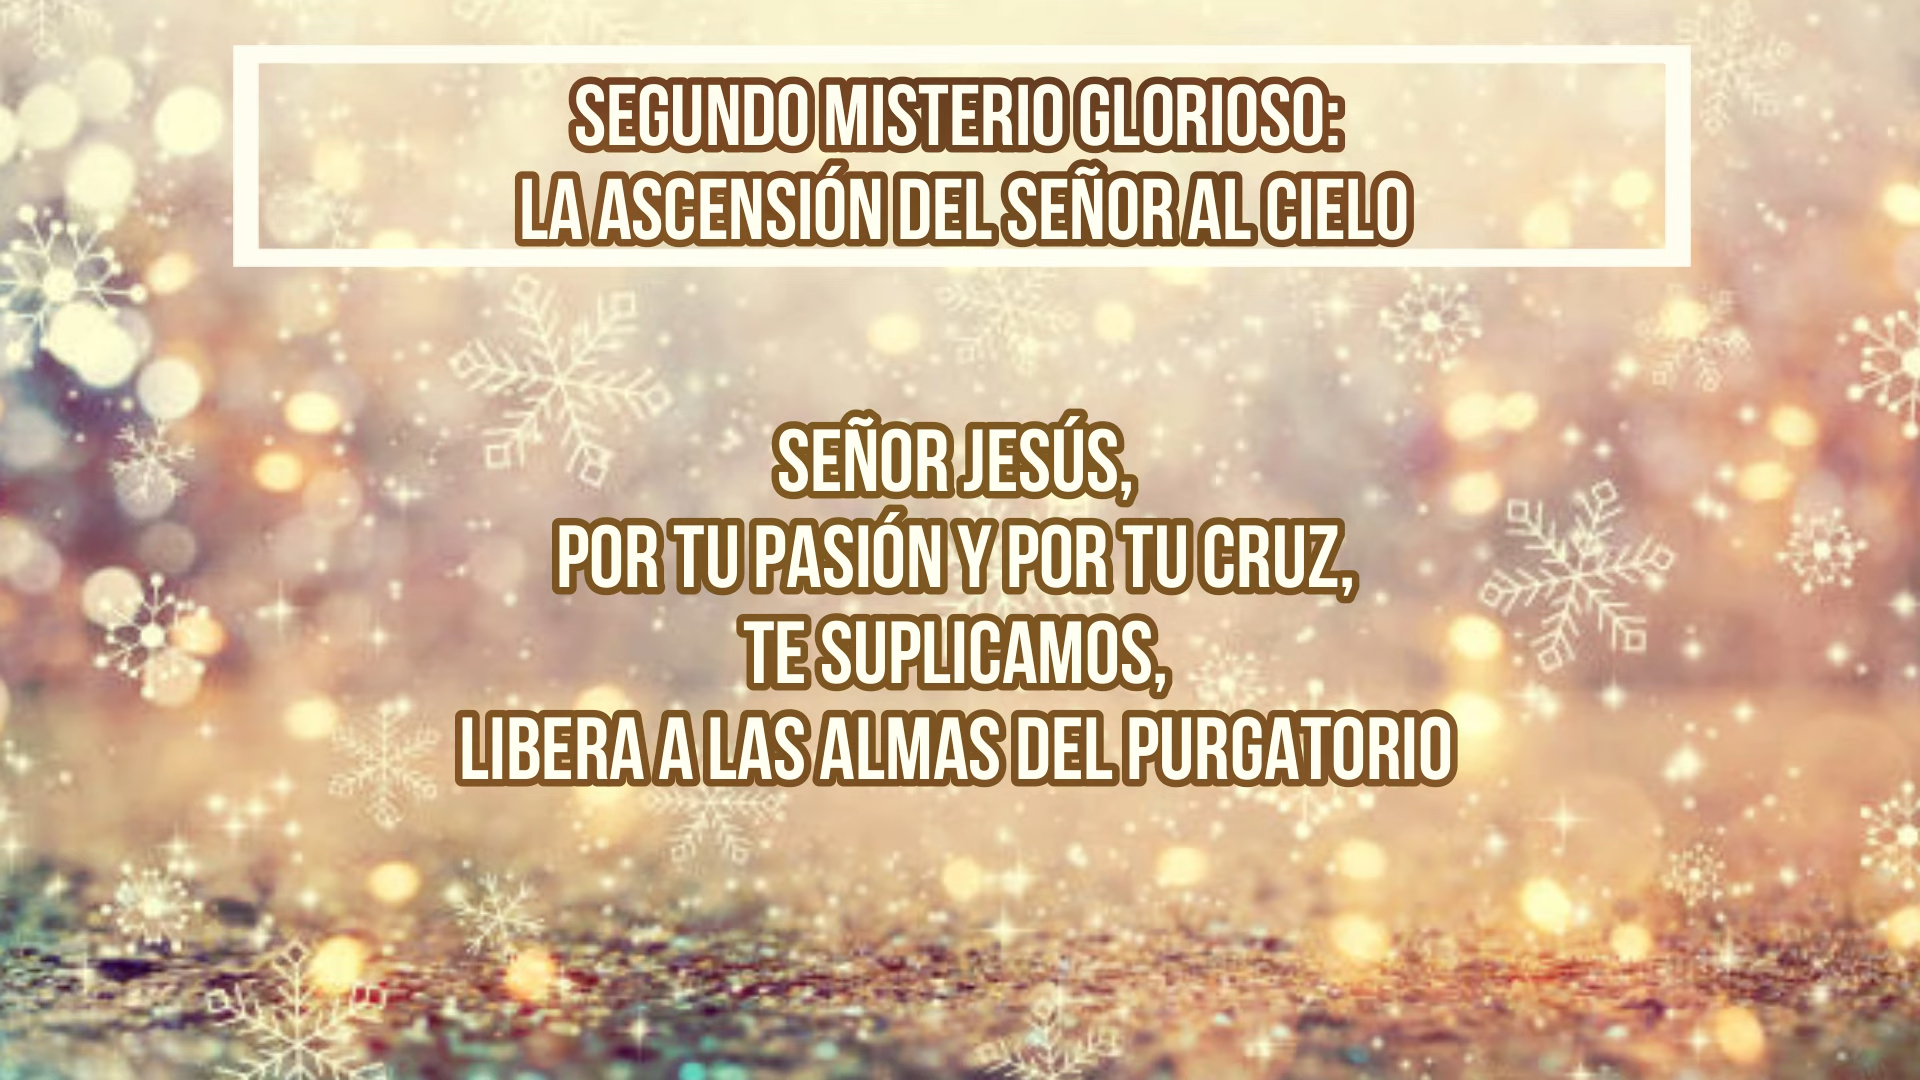 SEGUNDO MISTERIO GLORIOSO:
LA ASCENSIÓN DEL SEÑOR AL CIELO
SEÑOR JESÚS,
POR TU PASIÓN Y POR TU CRUZ,
TE SUPLICAMOS,
LIBERA A LAS ALMAS DEL PURGATORIO